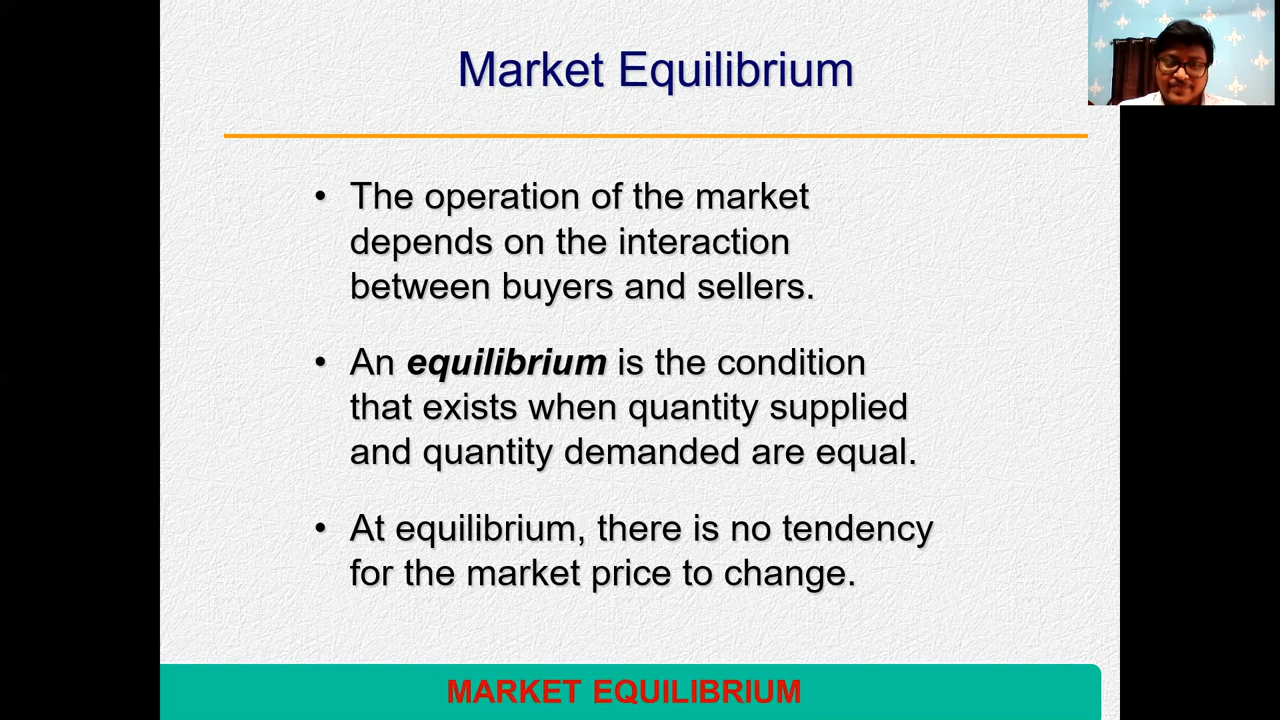 Market Equilibrium
• The operation of the market
depends on the interaction
between buyers and sellers.
• An equilibrium is the condition
that exists when quantity supplied
and quantity demanded are equal.
• At equilibrium, there is no tendency
for the market price to change.
MARKET EQUILIBRIUM